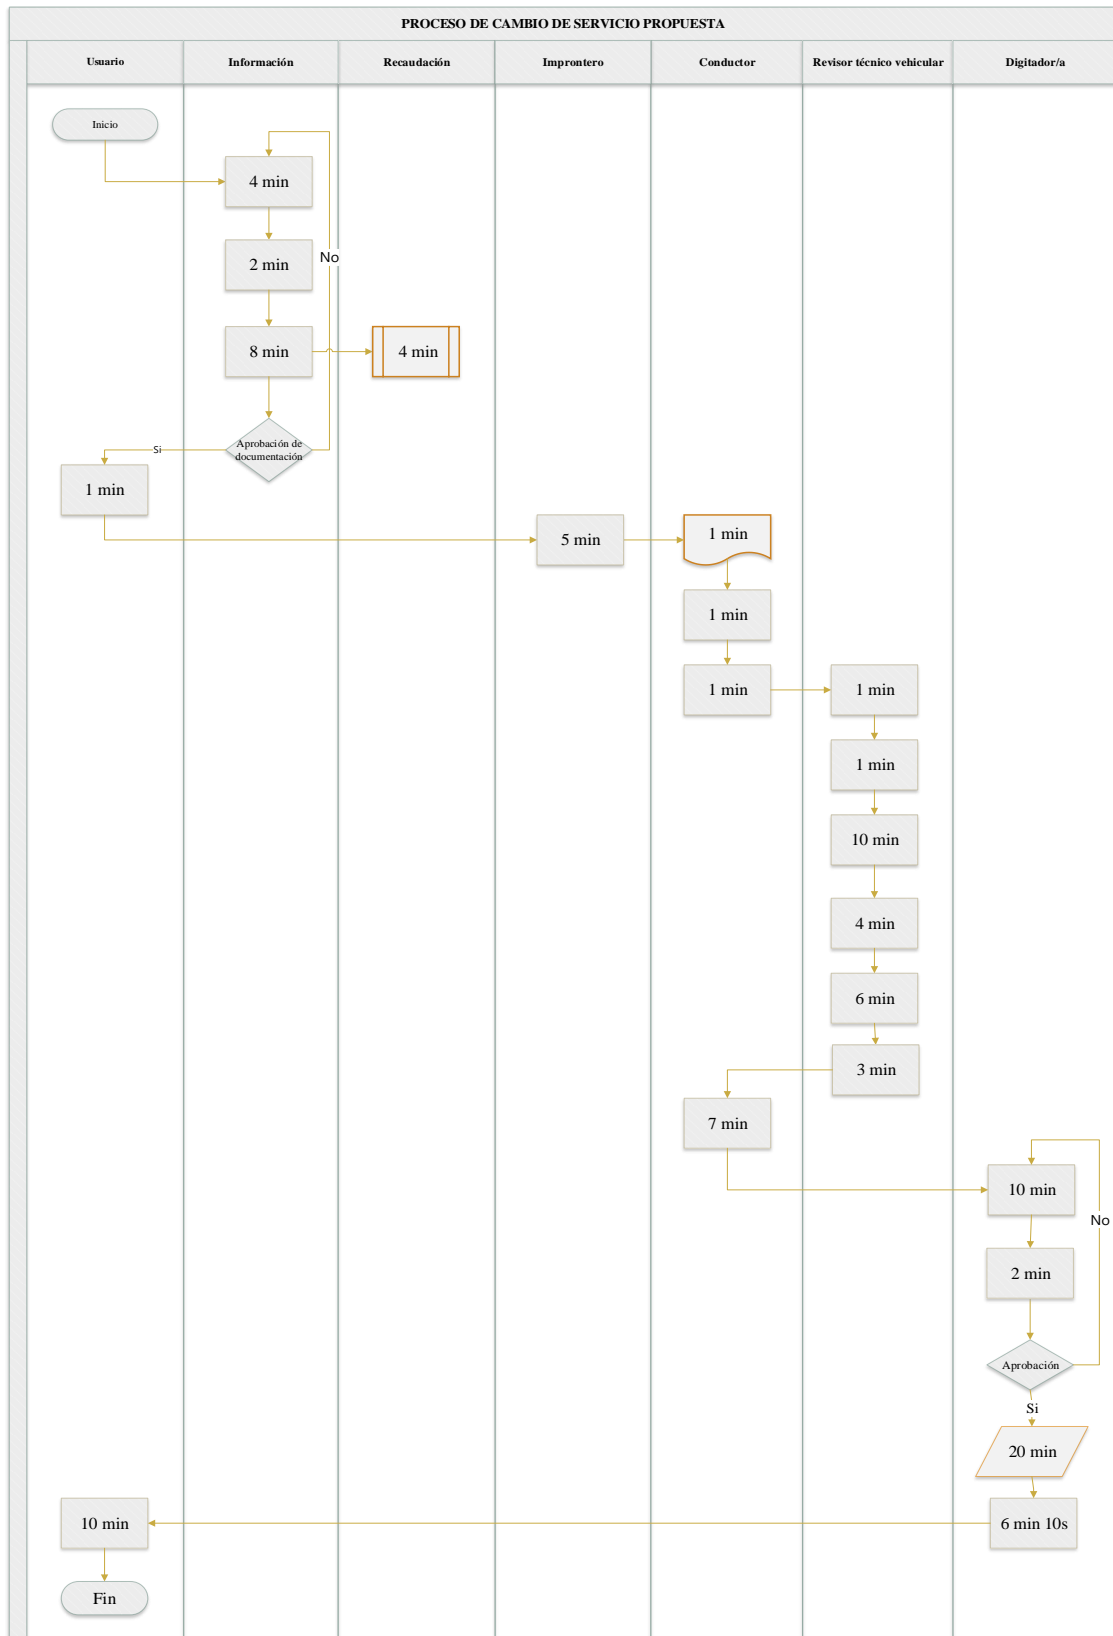 PROCESO DE CAMBIO DE SERVICIO PROPUESTA
Usuario
Información
Recaudación
Improntero
Conductor
Revisor técnico vehicular
Digitador/a
Inicio
4 min
2 min
No
8 min
4 min
Aprobación de
documentación
Si
1 min
5 min
1 min
1 min
1 min
1 min
1 min
10 min
4 min
6 min
3 min
7 min
10 min
No
2 min
Aprobación
Si
20 min
6 min 10s
10 min
Fin